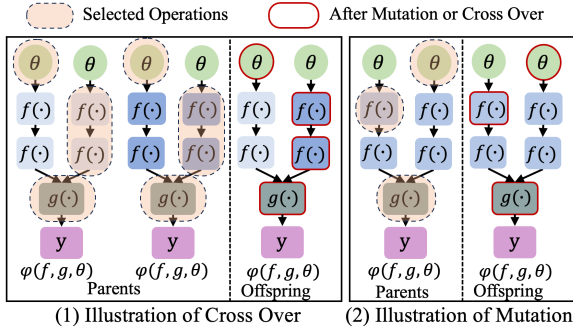 Selected Operations
After Mutation or Cross Over
θ θ θ θ θ θ
f(·) f(·) f(·) f(·) f(·) f(·)
f(·) f(·) f(·) f(·) f(·) f(·)
g(·) g(·) g(·)
y y y
φ(f, g, θ) φ(f, g, θ) φ(f, g, θ)
Parents Offspring
(1) Illustration of Cross Over
θ θ θ θ
f(·) f(·) f(·) f(·)
f(·) f(·) f(·) f(·)
g(·) g(·)
y y
φ(f, g, θ) φ(f, g, θ)
Parents Offspring
(2) Illustration of Mutation